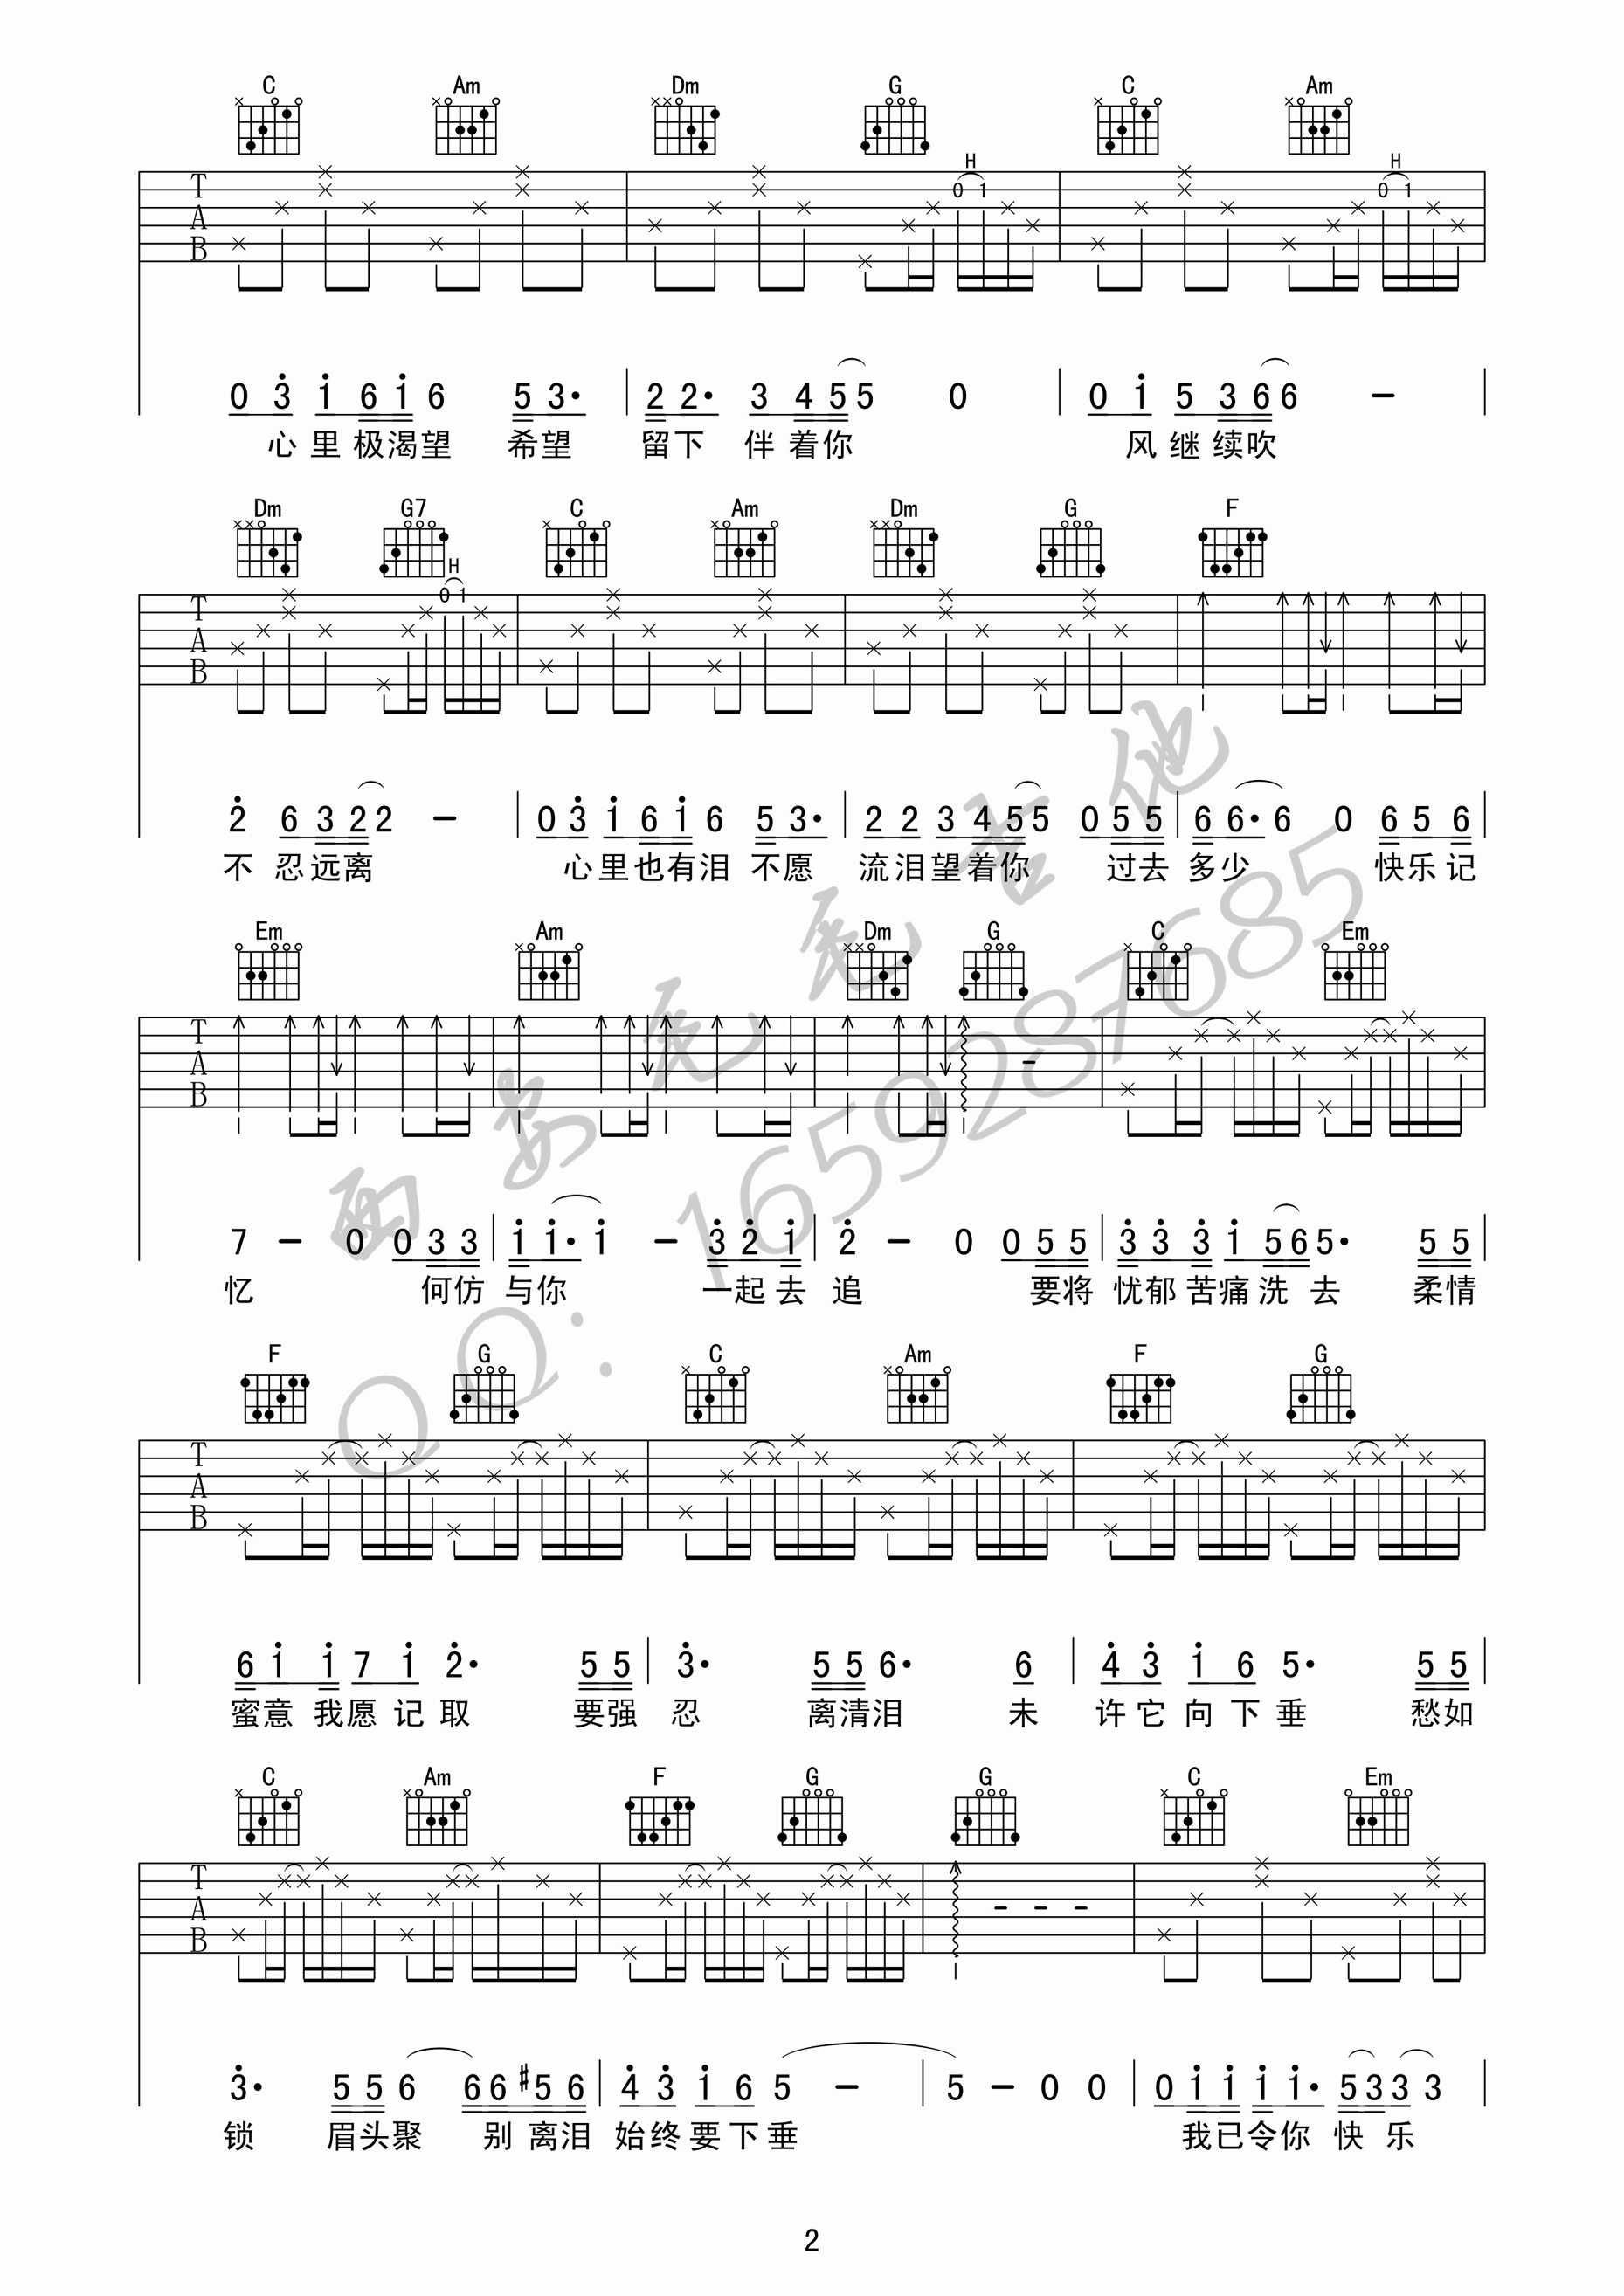 C Am Dm G C Am
H H
T 0 1 0 1
A
B
0 3 1 6 1 6 5 3· 2 2· 3 4 5 5 0 0 1 5 3 6 6 -
心里极渴望 希望 留下 伴着你 风继续吹
Dm G7 C Am Dm G F
H
T 0 1
A
B
2 6 3 2 2 - 0 3 1 6 1 6 5 3· 2 2 3 4 5 5 0 5 5 6 6· 6 0 6 5 6
不 忍远离 心里也有泪 不愿 流泪望着你 过去 多少 快乐记
Em Am Dm G C Em
T
A
B
7 - 0 0 3 3 1 1· 1 - 3 2 1 2 - 0 0 5 5 3 3 3 1 5 6 5· 5 5
忆 何仿 与你 一起去 追 要将 忧郁苦痛洗去 柔情
F G C Am F G
T
A
B
6 1 1 7 1 2· 5 5 3· 5 5 6· 6 4 3 1 6 5· 5 5
蜜意 我愿 记 取 要强 忍 离清泪 未 许它 向 下 垂 愁如
C Am F G G C Em
T
A
B
3· 5 5 6 6 6 #5 6 4 3 1 6 5 - 5 - 0 0 0 1 1 1 1· 5 3 3 3
锁 眉头聚 别 离泪 始终要下垂 我已令你 快 乐
西安尾尾吉他
QQ:1659287685
2